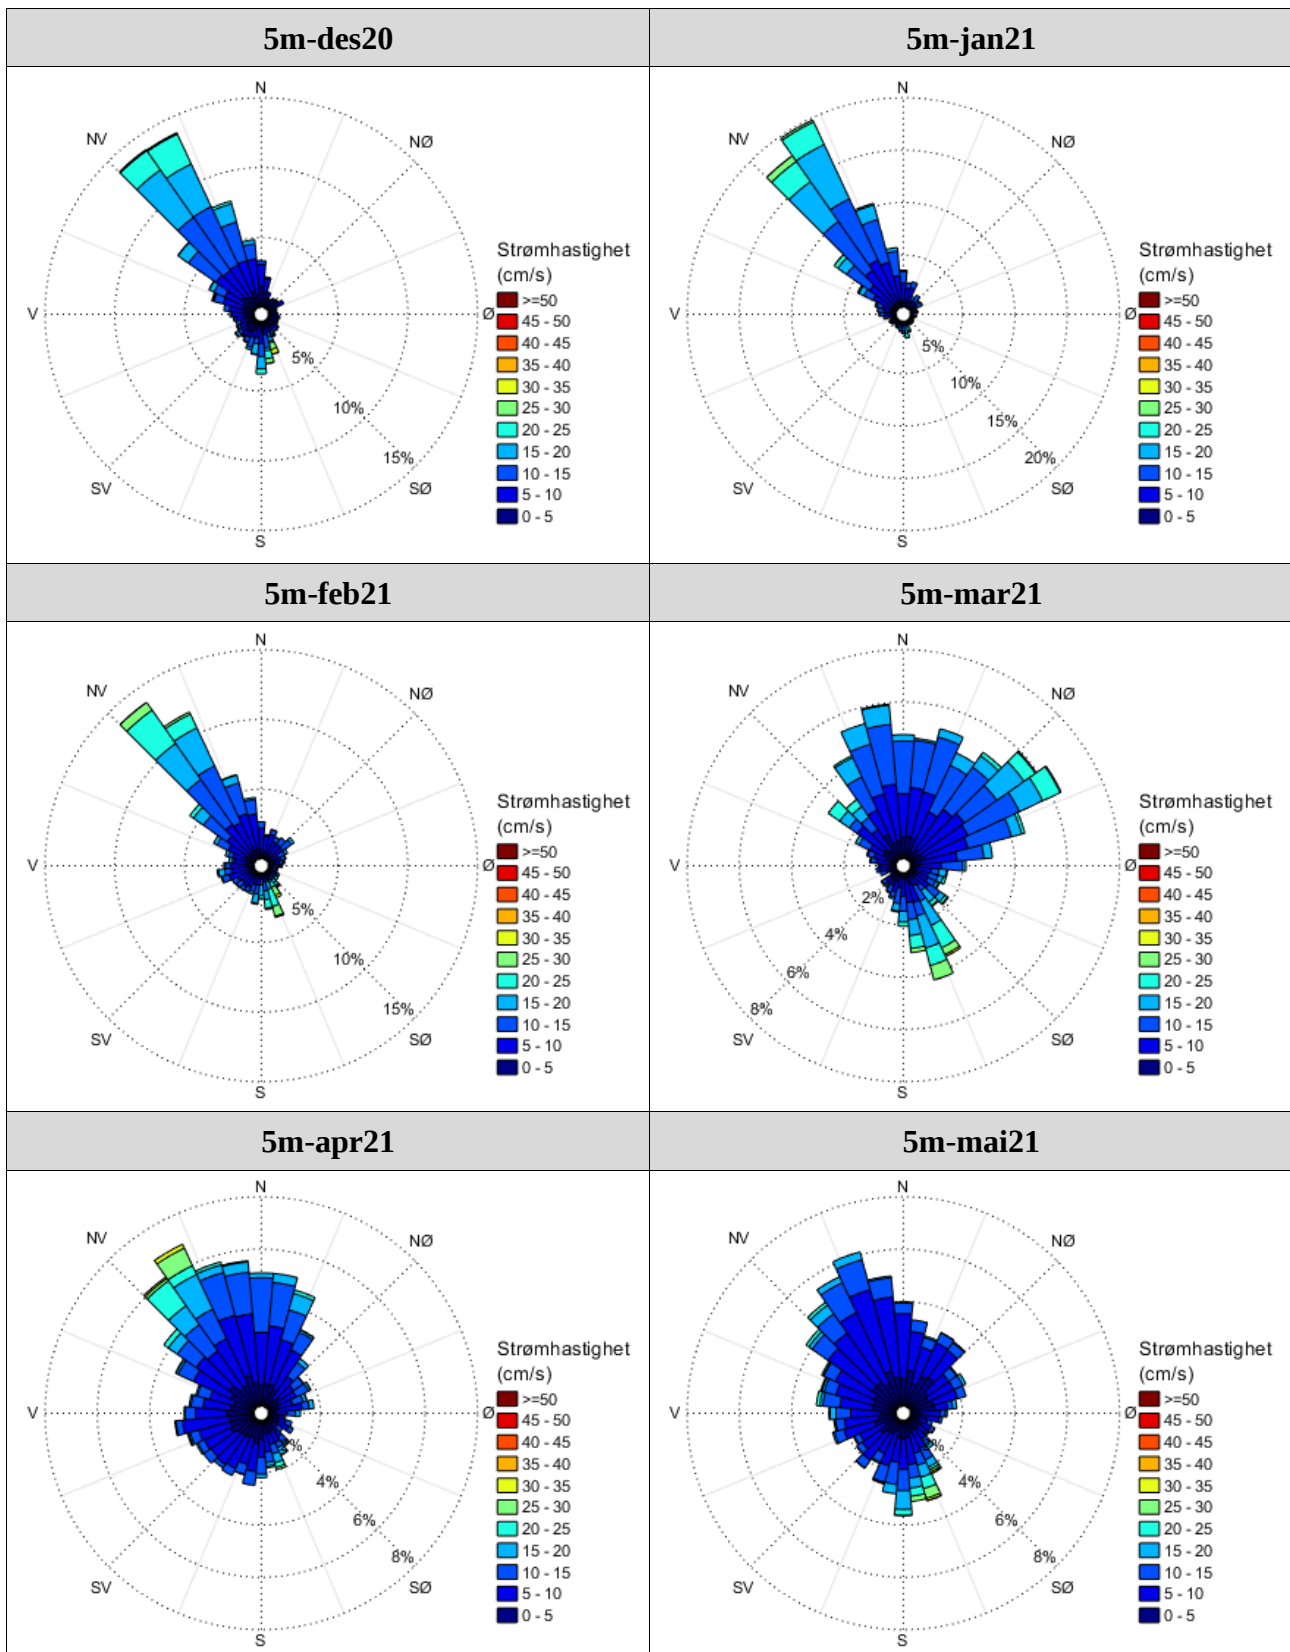 5m-des20
N
NV
NØ
V
Ø
5%
10%
15%
SV
SØ
S
Strømhastighet
(cm/s)
>=50
45 - 50
40 - 45
35 - 40
30 - 35
25 - 30
20 - 25
15 - 20
10 - 15
5 - 10
0 - 5
5m-jan21
N
NV
NØ
V
Ø
5%
10%
15%
20%
SV
SØ
S
Strømhastighet
(cm/s)
>=50
45 - 50
40 - 45
35 - 40
30 - 35
25 - 30
20 - 25
15 - 20
10 - 15
5 - 10
0 - 5
5m-feb21
N
NV
NØ
V
Ø
5%
10%
15%
SV
SØ
S
Strømhastighet
(cm/s)
>=50
45 - 50
40 - 45
35 - 40
30 - 35
25 - 30
20 - 25
15 - 20
10 - 15
5 - 10
0 - 5
5m-mar21
N
NV
NØ
V
Ø
2%
4%
6%
8%
SV
SØ
S
Strømhastighet
(cm/s)
>=50
45 - 50
40 - 45
35 - 40
30 - 35
25 - 30
20 - 25
15 - 20
10 - 15
5 - 10
0 - 5
5m-apr21
N
NV
NØ
V
Ø
2%
4%
6%
8%
SV
SØ
S
Strømhastighet
(cm/s)
>=50
45 - 50
40 - 45
35 - 40
30 - 35
25 - 30
20 - 25
15 - 20
10 - 15
5 - 10
0 - 5
5m-mai21
N
NV
NØ
V
Ø
4%
6%
8%
SV
SØ
S
Strømhastighet
(cm/s)
>=50
45 - 50
40 - 45
35 - 40
30 - 35
25 - 30
20 - 25
15 - 20
10 - 15
5 - 10
0 - 5